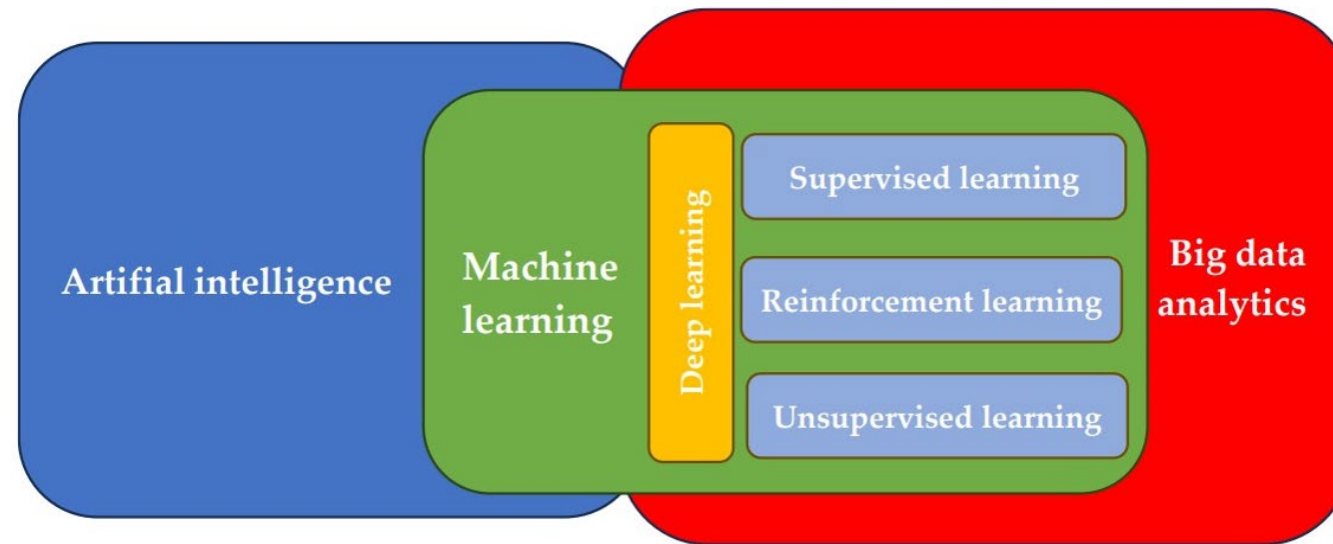 Artifial intelligence
Machine
learning
Deep learning
Supervised learning
Reinforcement learning
Unsupervised learning
Big data
analytics